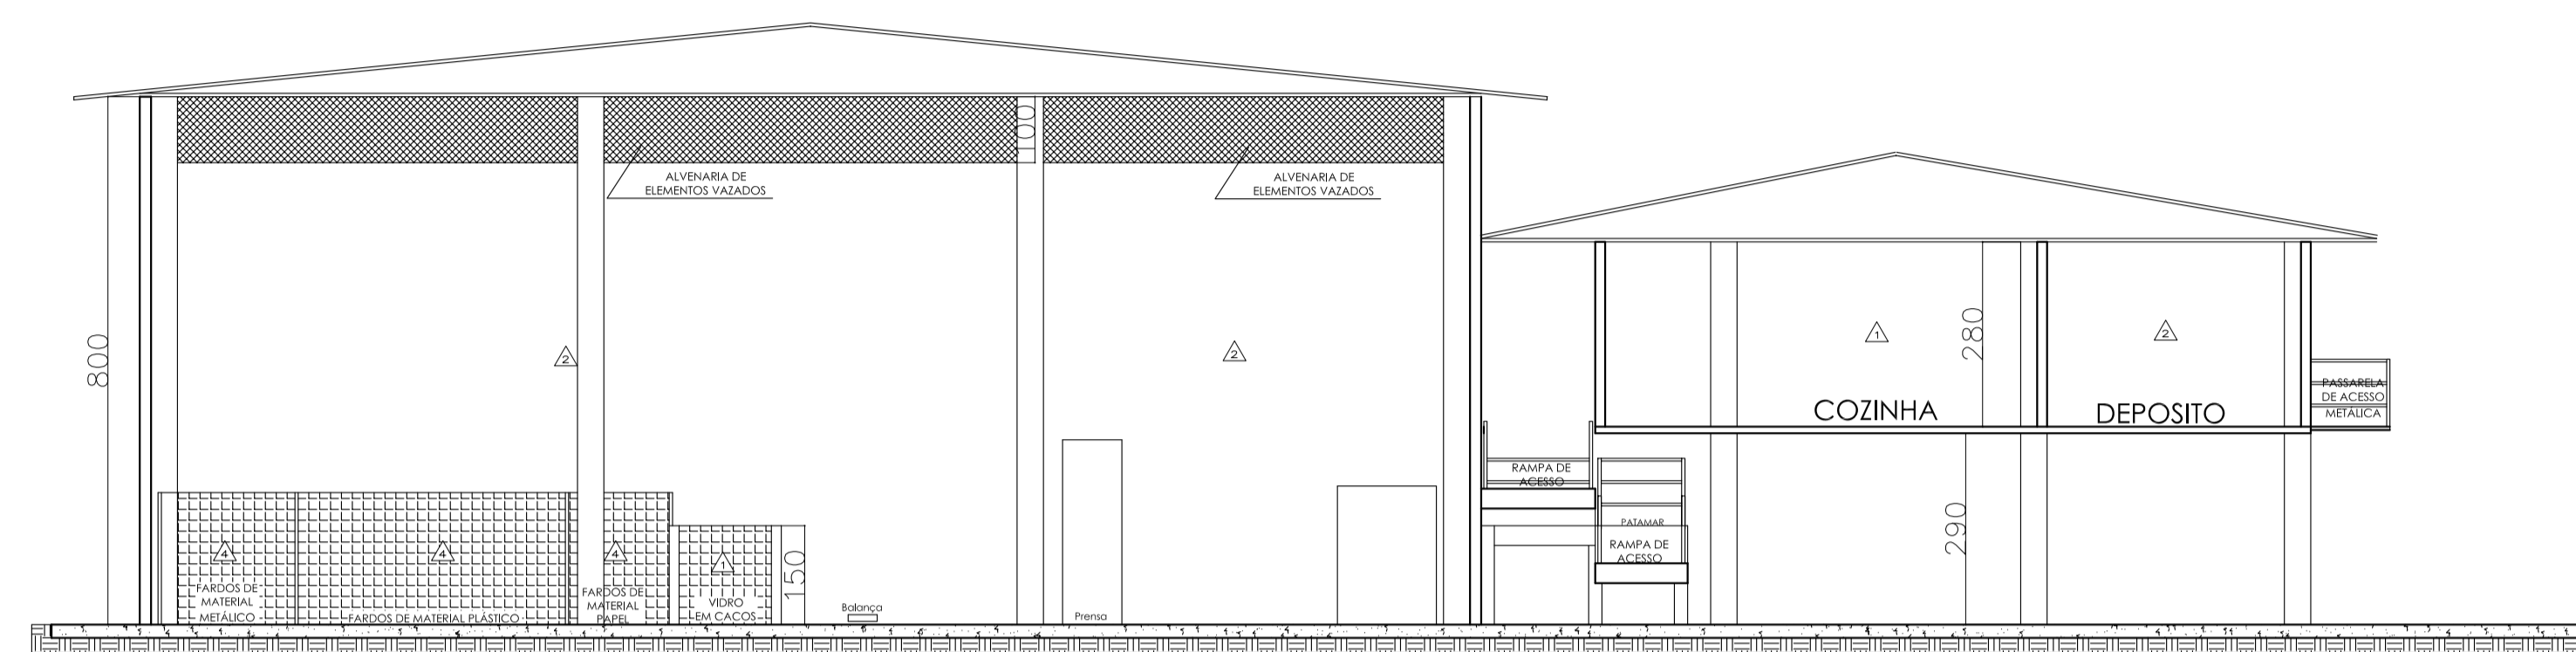 100
ALVENARIA DE
ELEMENTOS VAZADOS
ALVENARIA DE
ELEMENTOS VAZADOS
800
2
2
1
280
2
COZINHA
DEPOSITO
PASSARELA
DE ACESSO
METÁLICA
RAMPA DE
ACESSO
PATAMAR
RAMPA DE
ACESSO
290
4
FARDOS DE
MATERIAL
METÁLICO
4
FARDOS DE MATERIAL PLÁSTICO
4
FARDOS DE
MATERIAL
PAPEL
1
VIDRO
EM CACOS
150
Balança
Prensa